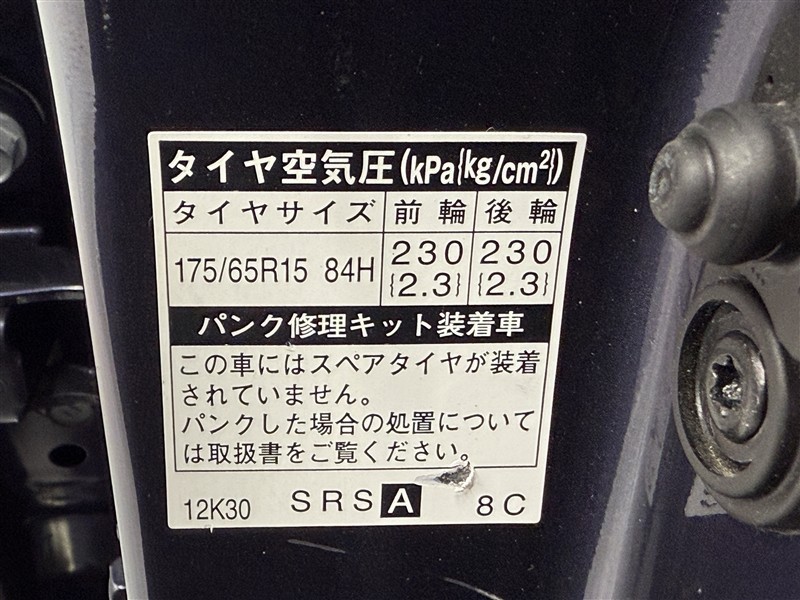 タイヤ空気圧(kPa{kg/cm²})
タイヤサイズ 前輪 後輪
175/65R15 84H 230 {2.3} 230 {2.3}
パンク修理キット装着車
この車にはスペアタイヤが装着
されていません。
パンクした場合の処置について
は取扱書をご覧ください。
12K30 SRS A 8C